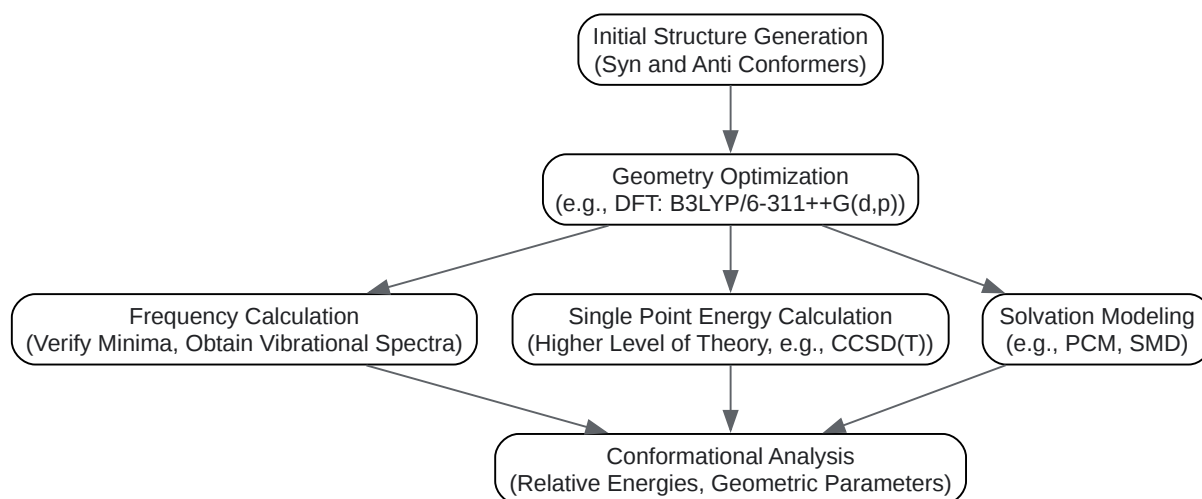 Initial Structure Generation
(Syn and Anti Conformers)
Geometry Optimization
(e.g., DFT: B3LYP/6-311++G(d,p))
Frequency Calculation
(Verify Minima, Obtain Vibrational Spectra)
Single Point Energy Calculation
(Higher Level of Theory, e.g., CCSD(T))
Solvation Modeling
(e.g., PCM, SMD)
Conformational Analysis
(Relative Energies, Geometric Parameters)